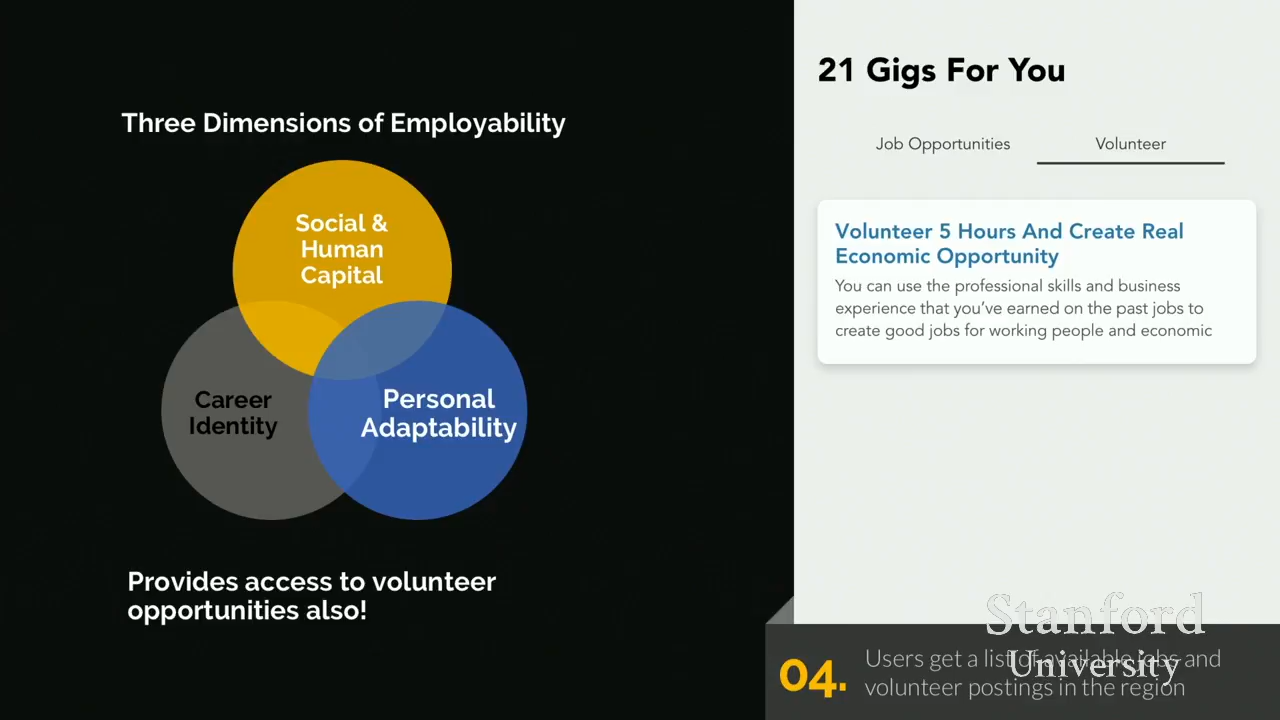 Three Dimensions of Employability
Social &
Human
Capital
Career
Identity
Personal
Adaptability
Provides access to volunteer
opportunities also!
21 Gigs For You
Job Opportunities
Volunteer
Volunteer 5 Hours And Create Real
Economic Opportunity
You can use the professional skills and business
experience that you’ve earned on the past jobs to
create good jobs for working people and economic
04.
Users get a list of available jobs and
volunteer postings in the region
Stanford
University